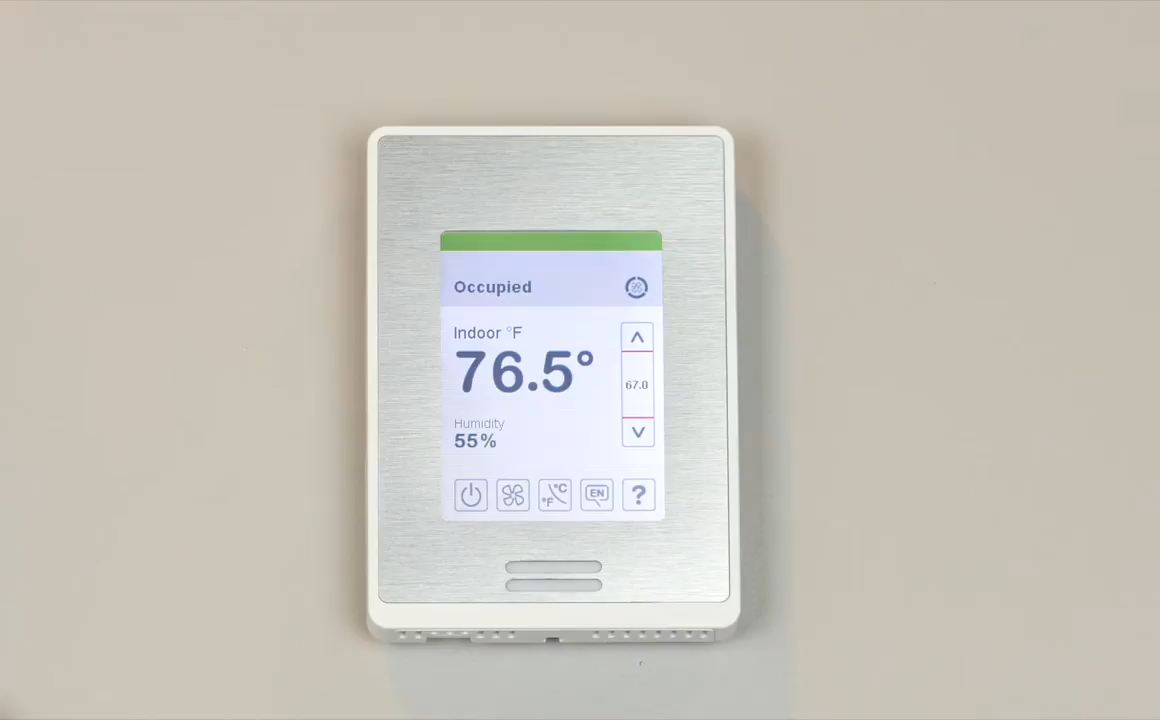 Occupied
Indoor °F
76.5°
67.0
Humidity
55%
°F °C
EN
?